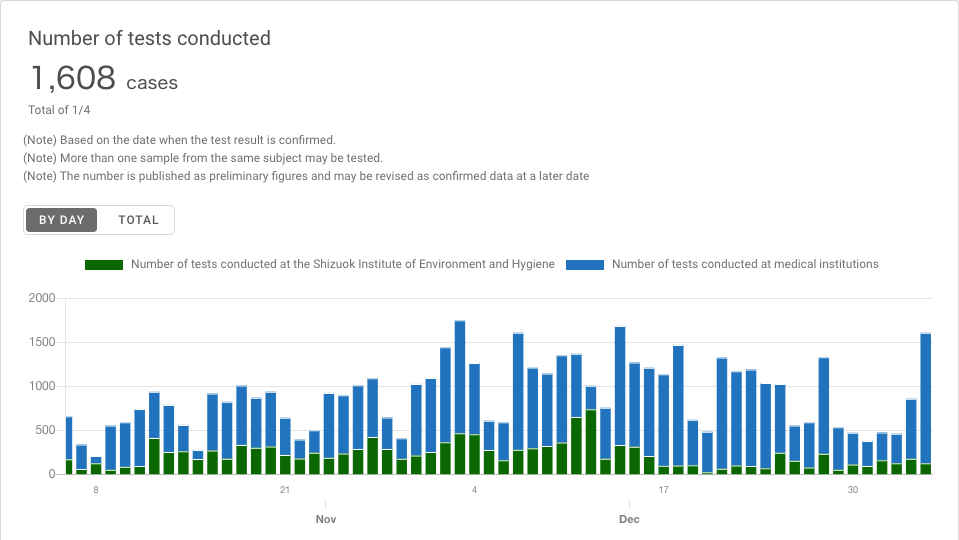 Number of tests conducted
1,608 cases
Total of 1/4
(Note) Based on the date when the test result is confirmed.
(Note) More than one sample from the same subject may be tested.
(Note) The number is published as preliminary figures and may be revised as confirmed data at a later date
BY DAY TOTAL
Number of tests conducted at the Shizuok Institute of Environment and Hygiene Number of tests conducted at medical institutions
2000
1500
1000
500
0
8 21 4 17 30
Nov Dec